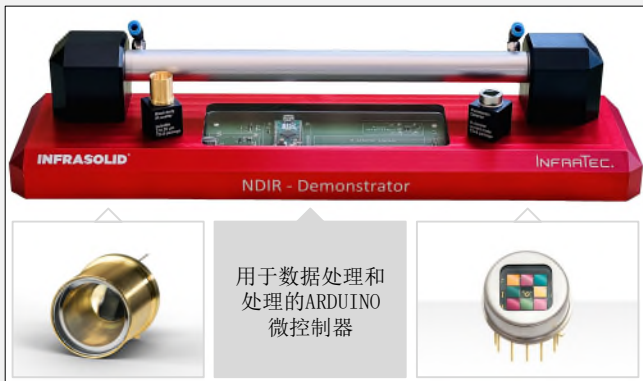 INFRASOLID
INFRATEC.
NDIR - Demonstrator
用于数据处理和
处理的ARDUINO
微控制器